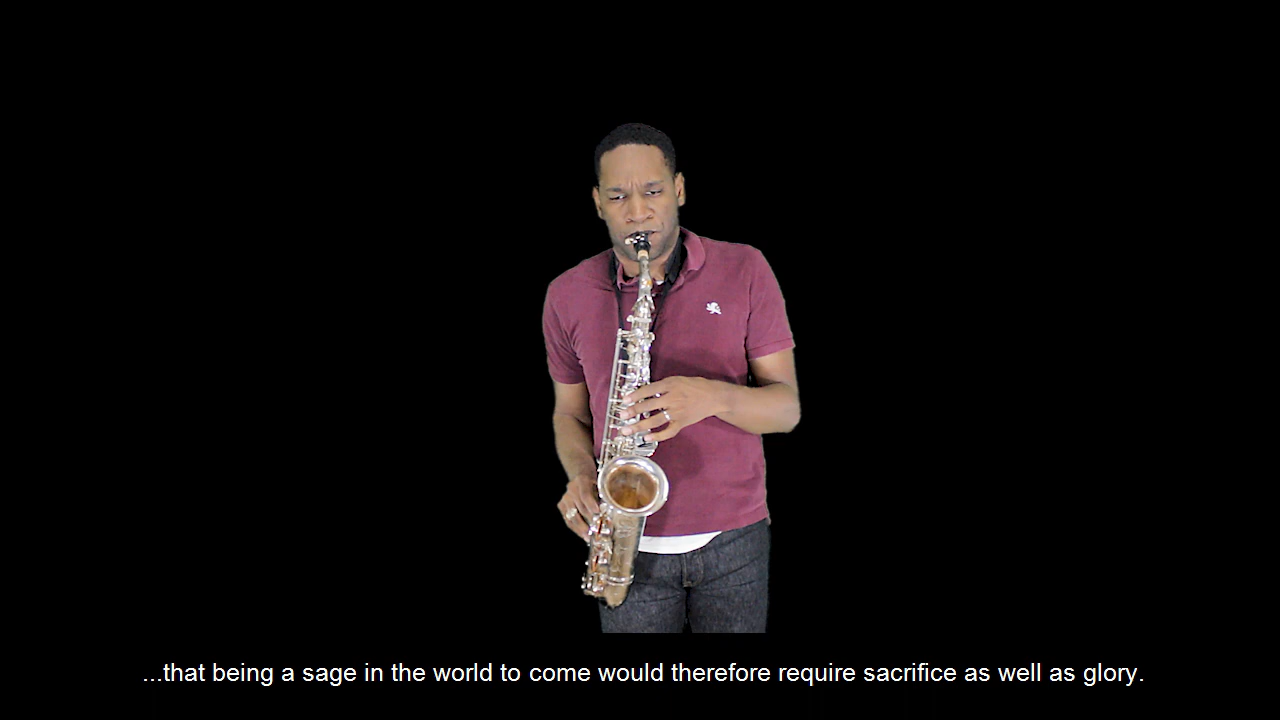 ...that being a sage in the world to come would therefore require sacrifice as well as glory.